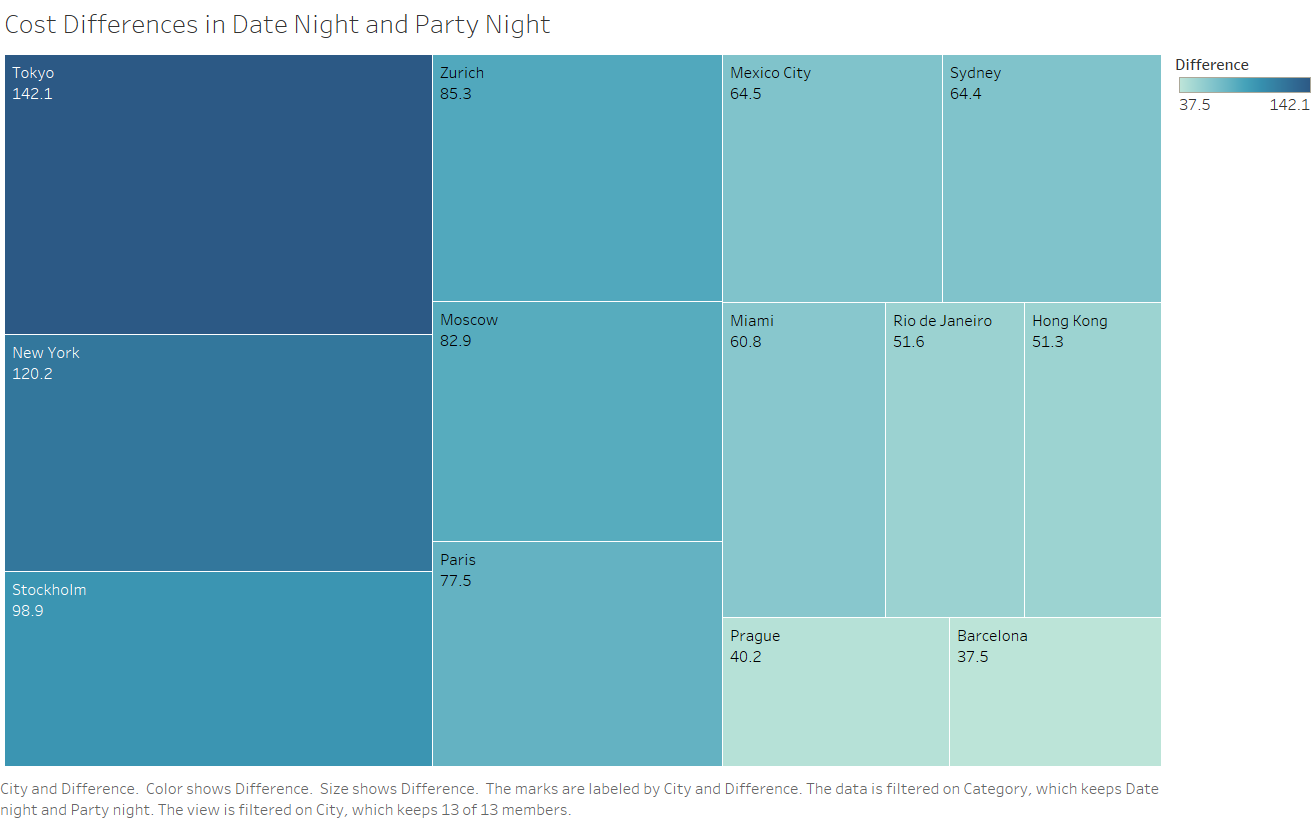 Cost Differences in Date Night and Party Night
Tokyo
142.1
New York
120.2
Stockholm
98.9
Zurich
85.3
Moscow
82.9
Paris
77.5
Mexico City
64.5
Sydney
64.4
Miami
60.8
Rio de Janeiro
51.6
Hong Kong
51.3
Prague
40.2
Barcelona
37.5
Difference
37.5 142.1
City and Difference.  Color shows Difference.  Size shows Difference.  The marks are labeled by City and Difference. The data is filtered on Category, which keeps Date
night and Party night. The view is filtered on City, which keeps 13 of 13 members.